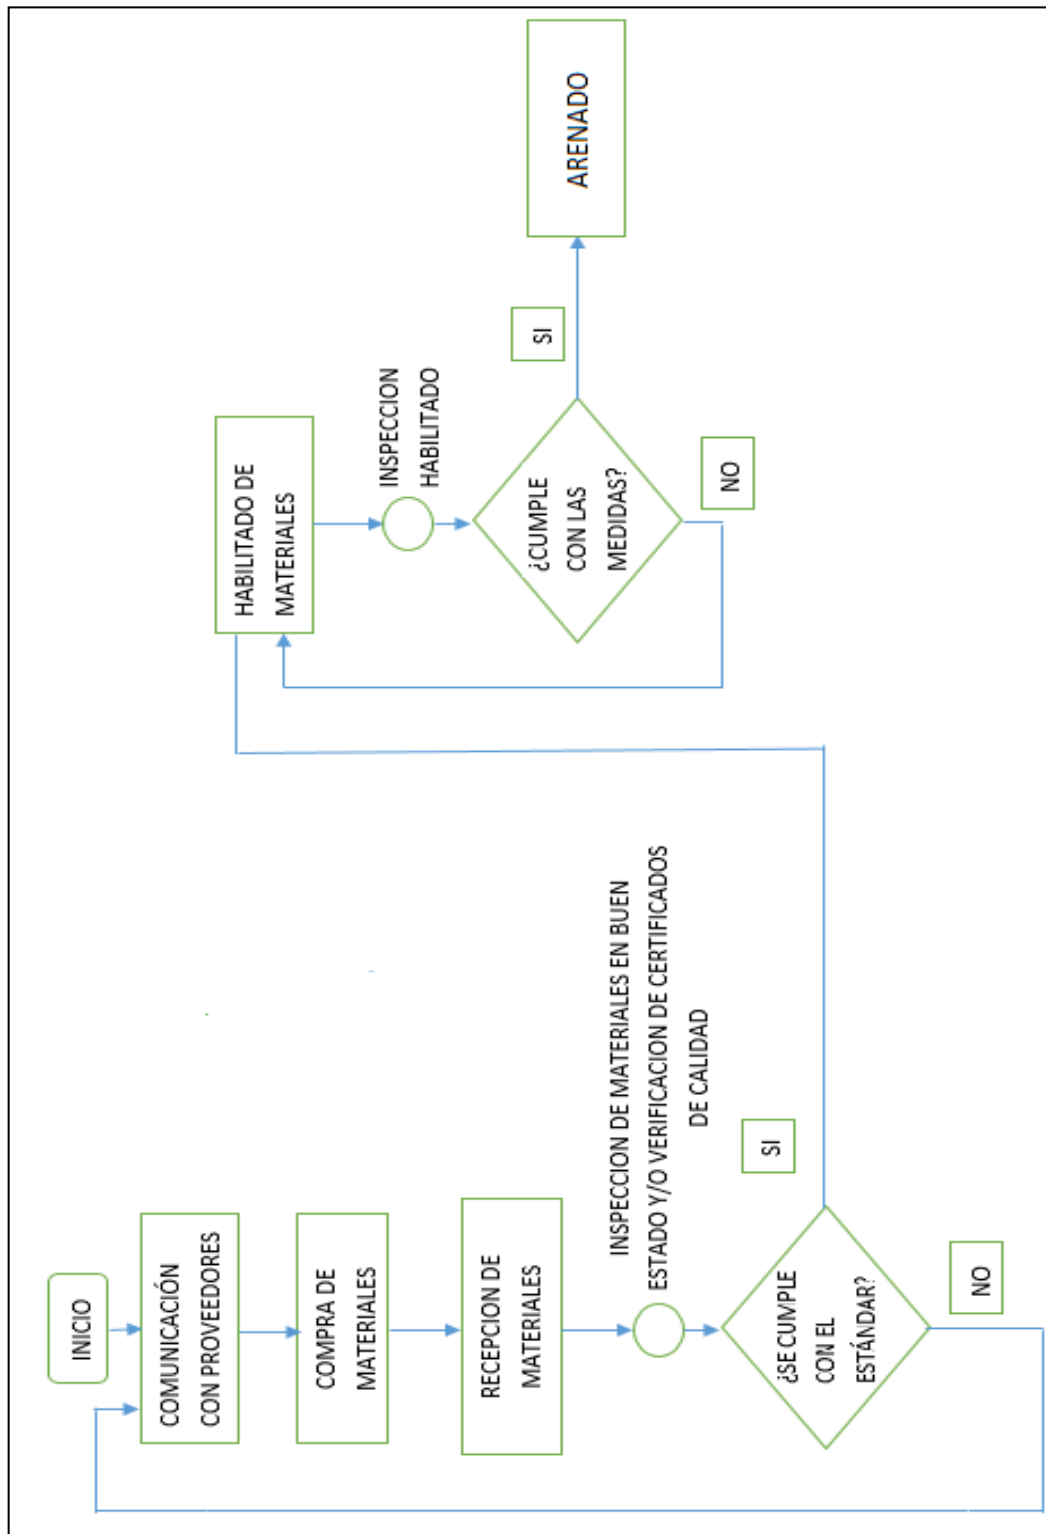 INICIO
COMUNICACIÓN
CON PROVEEDORES
COMPRA DE
MATERIALES
RECEPCION DE
MATERIALES
INSPECCION DE MATERIALES EN BUEN
ESTADO Y/O VERIFICACION DE CERTIFICADOS
DE CALIDAD
¿SE CUMPLE
CON EL
ESTÁNDAR?
SI
NO
HABILITADO DE
MATERIALES
INSPECCION
HABILITADO
¿CUMPLE
CON LAS
MEDIDAS?
SI
NO
ARENADO